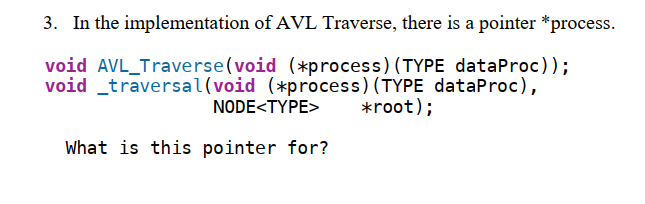 3. In the implementation of AVL Traverse, there is a pointer *process.
void AVL_Traverse(void (*process)(TYPE dataProc));
void _traversal(void (*process)(TYPE dataProc),
NODE<TYPE> *root);
What is this pointer for?